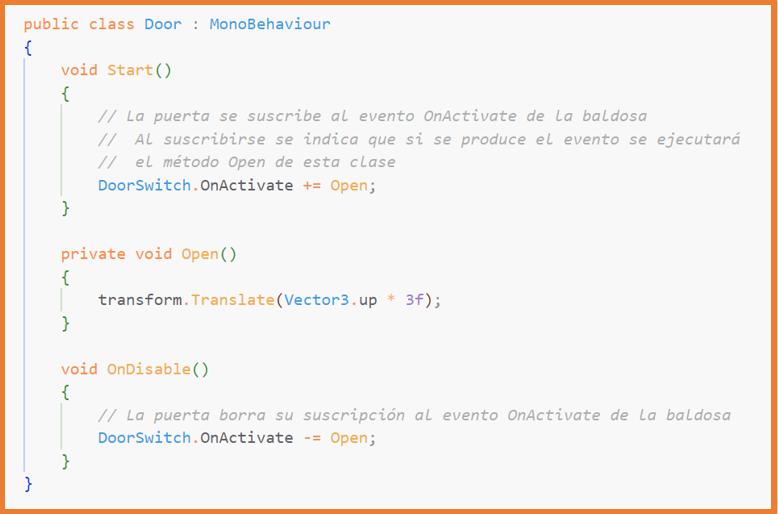 public class Door : MonoBehaviour
{
void Start()
{
// La puerta se suscribe al evento OnActivate de la baldosa
//  Al suscribirse se indica que si se produce el evento se ejecutará
//  el método Open de esta clase
DoorSwitch.OnActivate += Open;
}
private void Open()
{
transform.Translate(Vector3.up * 3f);
}
void OnDisable()
{
// La puerta borra su suscripción al evento OnActivate de la baldosa
DoorSwitch.OnActivate -= Open;
}
}